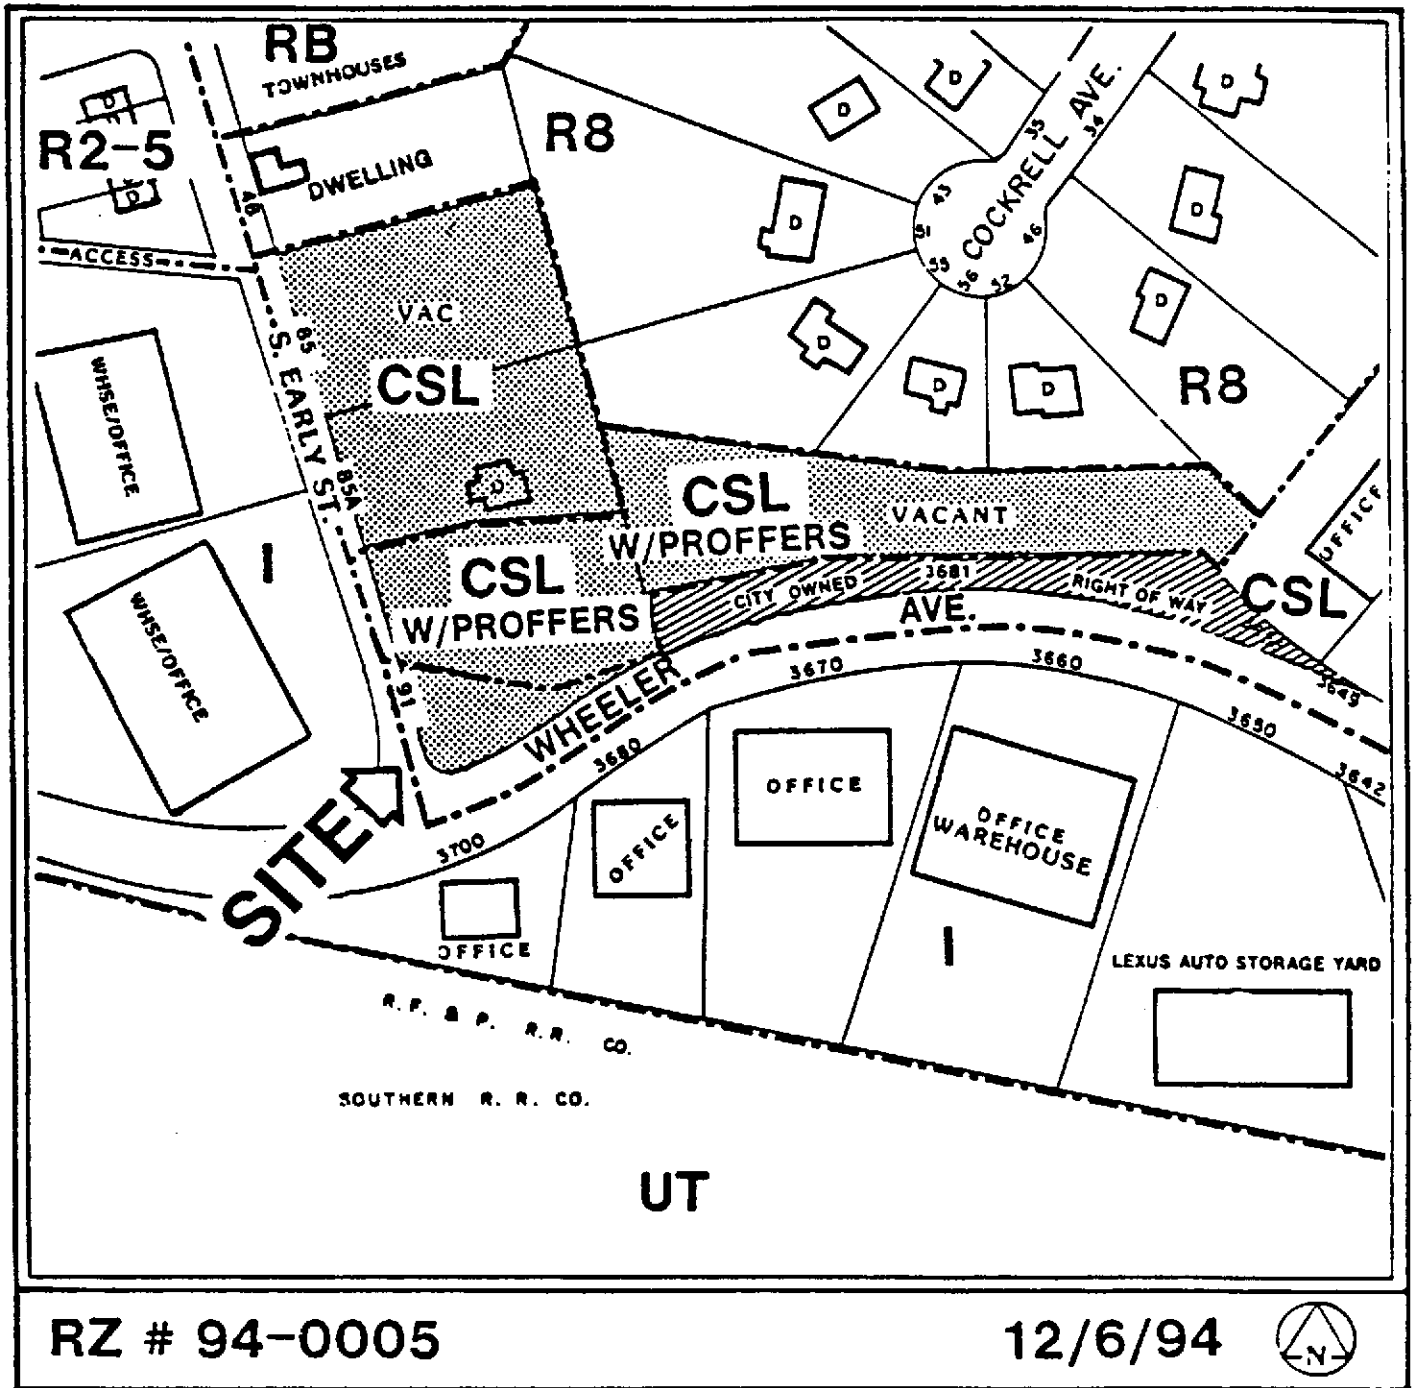 RB
TOWNHOUSES
R2-5
D
D
DWELLING
R8
D
D
D
COCKRELL AVE.
35
34
43
51
55
56
52
46
D
D
D
D
D
D
R8
48
ACCESS
S. EARLY ST.
85
85A
91
VAC
CSL
D
WHSE/OFFICE
I
WHSE/OFFICE
CSL
W/PROFFERS
VACANT
CSL
W/PROFFERS
CITY OWNED
3681
RIGHT OF WAY
CSL
OFFICE
WHEELER
AVE.
3670
3660
3649
3650
3642
3680
3700
SITE
OFFICE
OFFICE
OFFICE
OFFICE
WAREHOUSE
I
LEXUS AUTO STORAGE YARD
R. F. & P. R.R. CO.
SOUTHERN R. R. CO.
UT
RZ # 94-0005
12/6/94
N